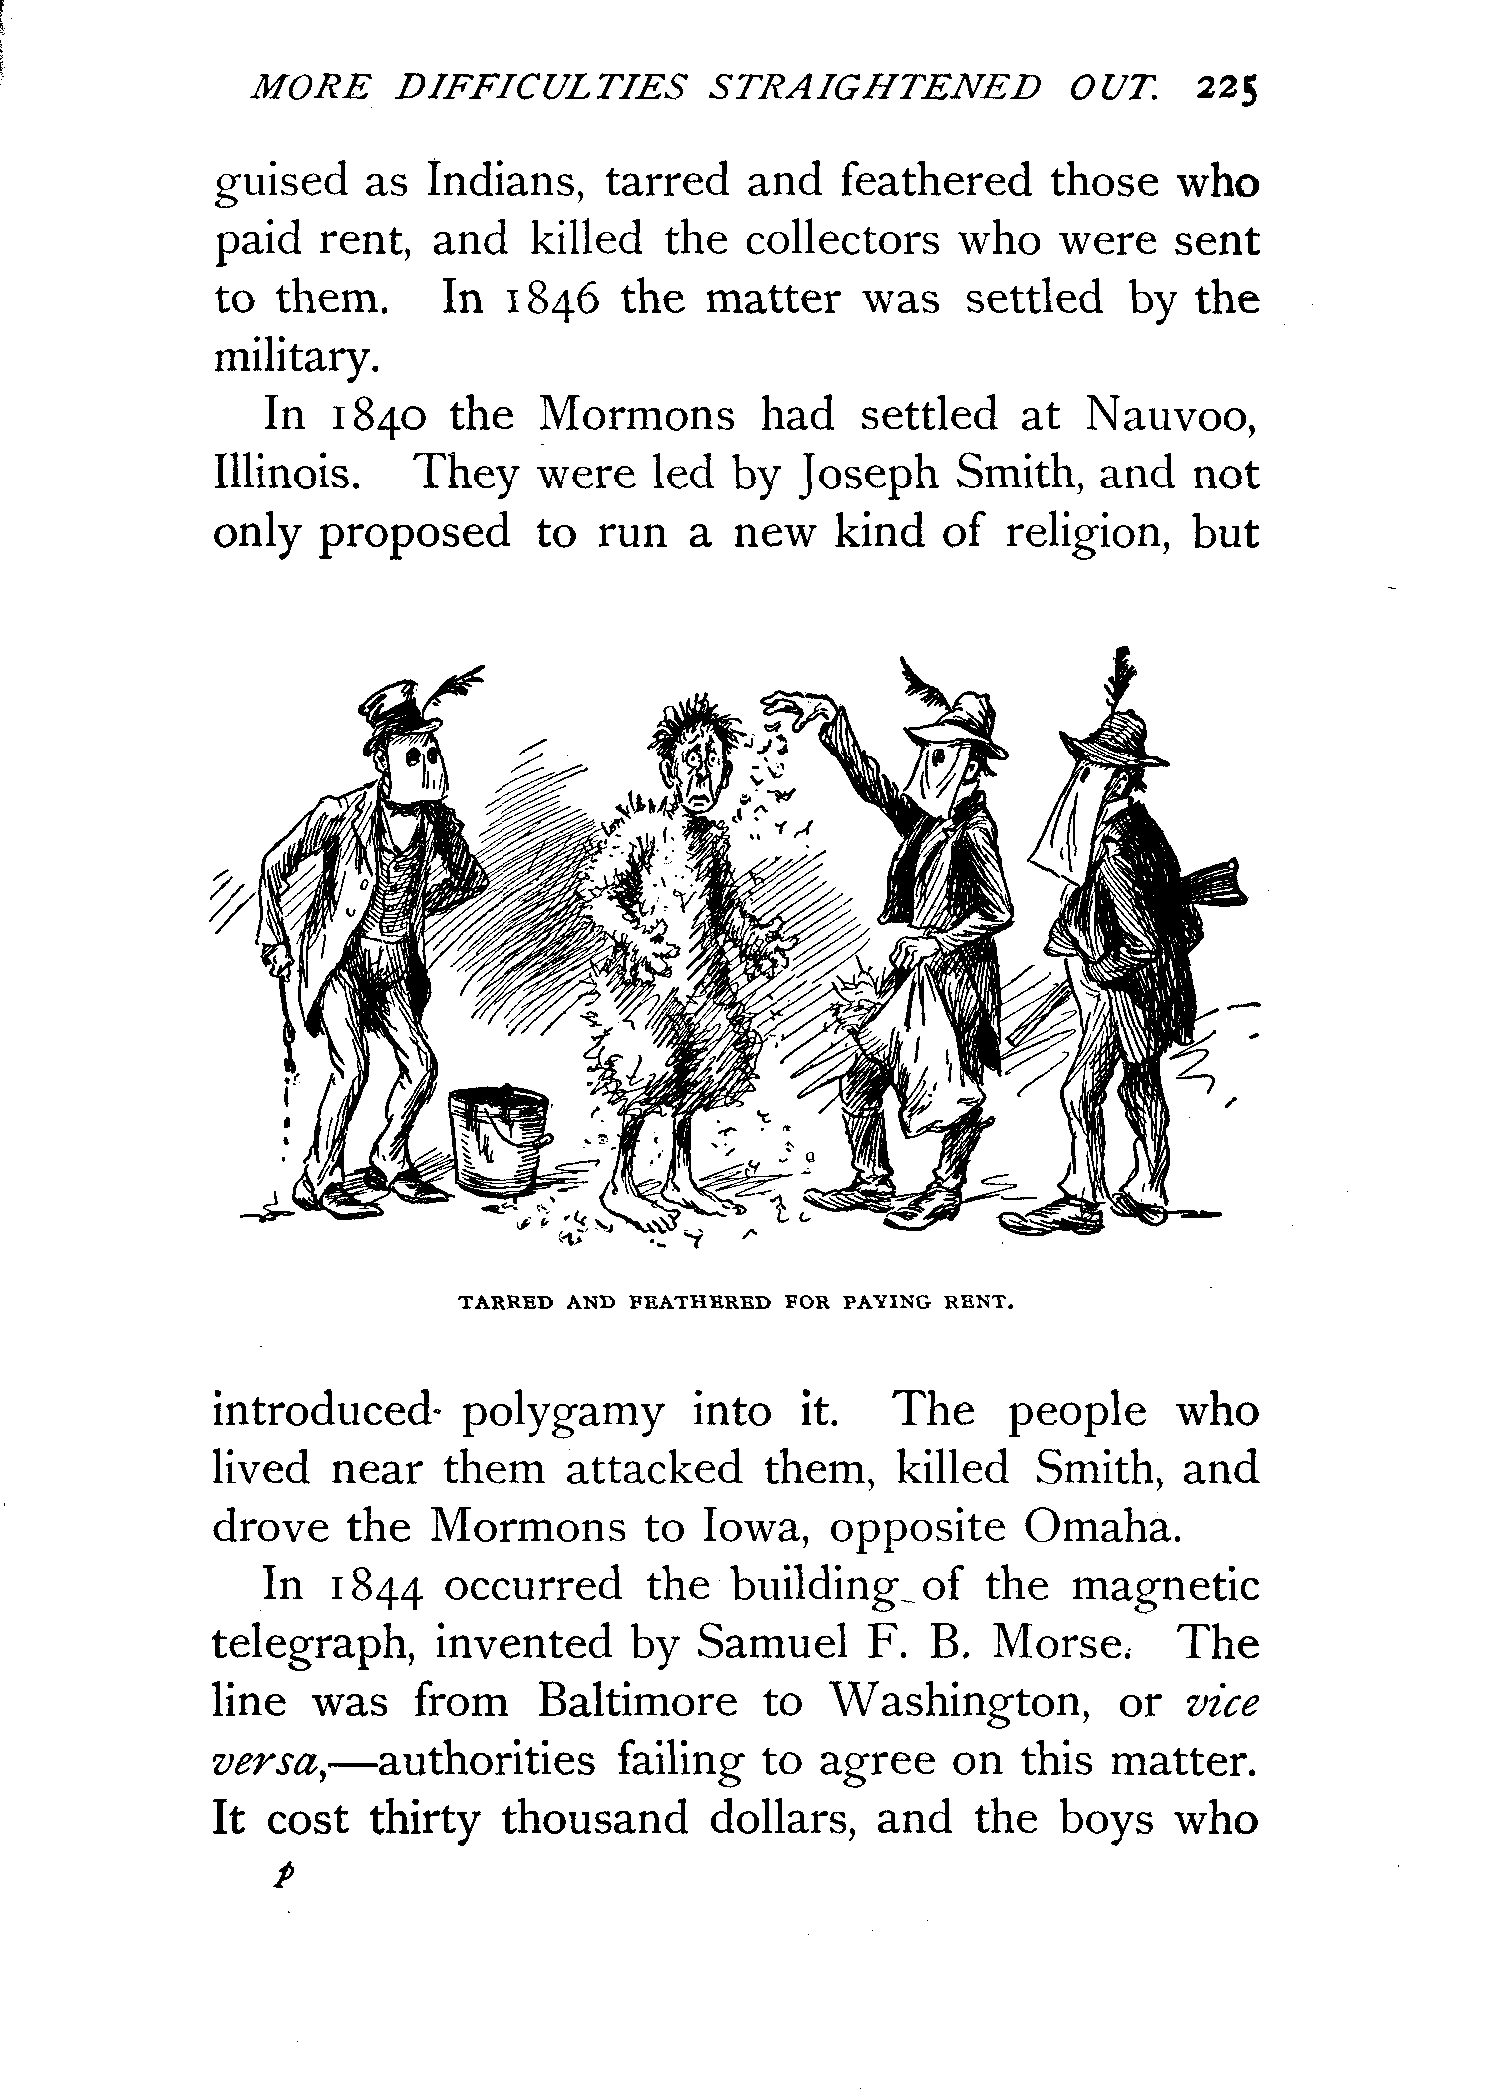 MORE DIFFICULTIES STRAIGHTENED OUT. 225
guised as Indians, tarred and feathered those who
paid rent, and killed the collectors who were sent
to them. In 1846 the matter was settled by the
military.
In 1840 the Mormons had settled at Nauvoo,
Illinois. They were led by Joseph Smith, and not
only proposed to run a new kind of religion, but
TARRED AND FEATHERED FOR PAYING RENT.
introduced polygamy into it. The people who
lived near them attacked them, killed Smith, and
drove the Mormons to Iowa, opposite Omaha.
In 1844 occurred the building of the magnetic
telegraph, invented by Samuel F. B. Morse. The
line was from Baltimore to Washington, or vice
versa,—authorities failing to agree on this matter.
It cost thirty thousand dollars, and the boys who
p